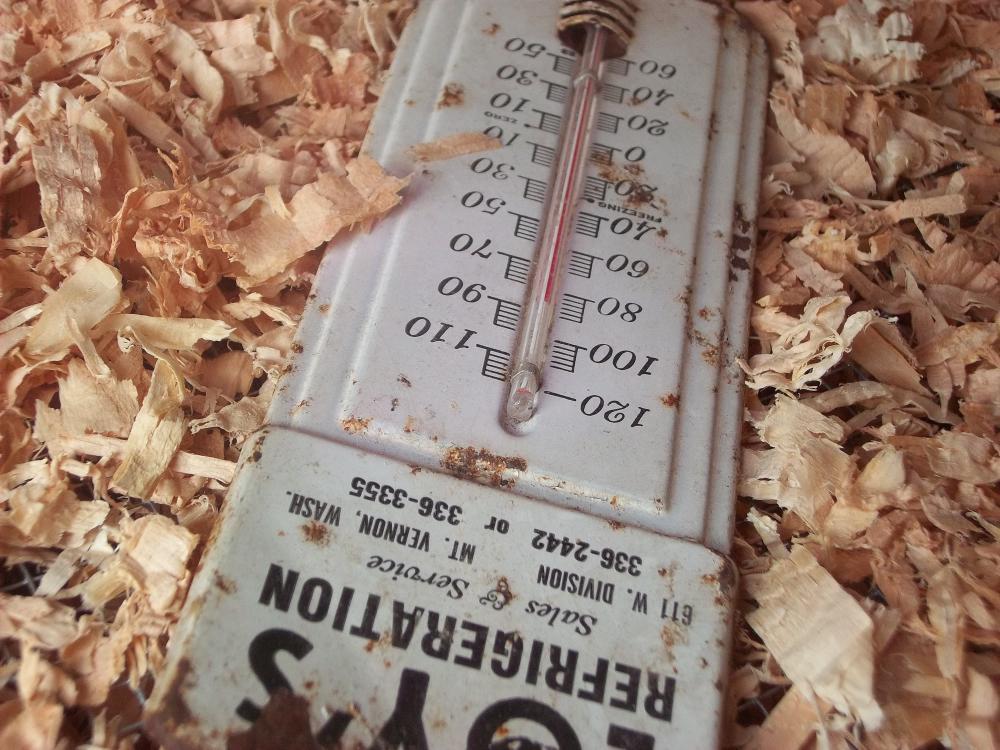 REFRIGERATION
Sales & Service
611 W. DIVISION MT. VERNON, WASH.
336-2442 or 336-3355
120
100 110
80 90
60 70
40 50
FREEZING
20 30
0 10
ZERO
20 10
40 30
60 50